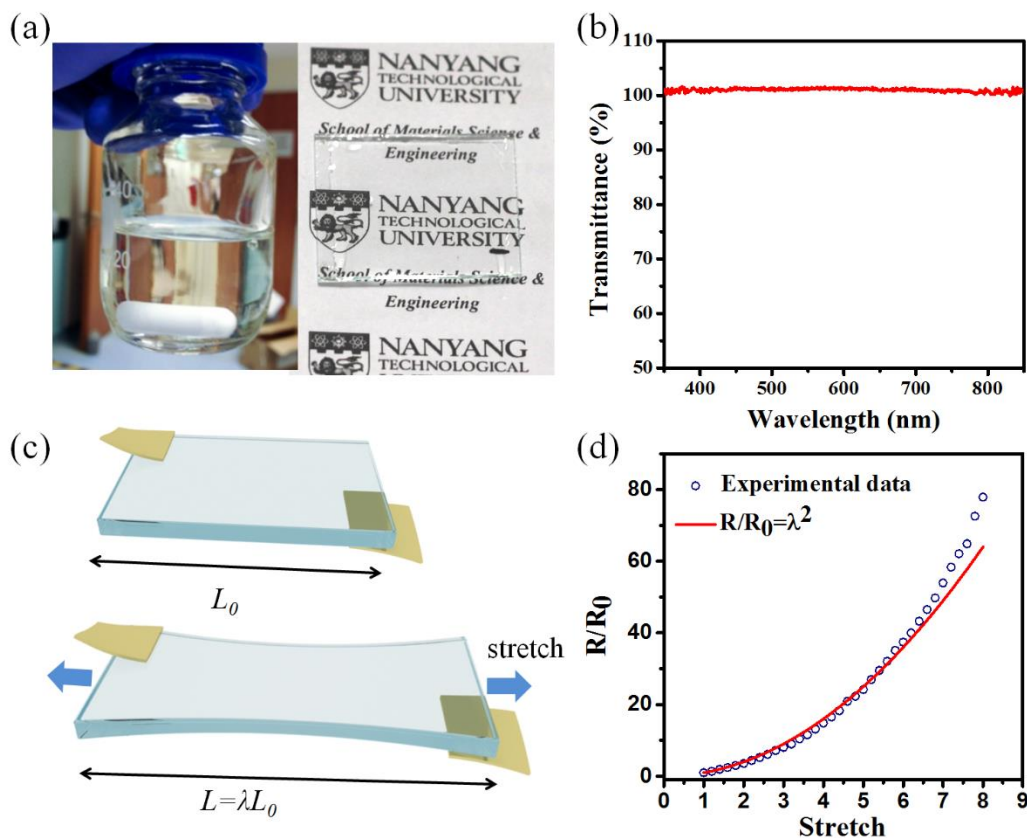 (a)
40
20
NANYANG
TECHNOLOGICAL
UNIVERSITY
School of Materials Science &
Engineering
NANYANG
TECHNOLOGICAL
UNIVERSITY
School of Materials Science &
Engineering
NANYANG
TECHNOLOGICAL
(b)
Transmittance (%)
110
100
90
80
70
60
50
400 500 600 700 800
Wavelength (nm)
(c)
L₀
stretch
L=λL₀
(d)
R/R₀
80
60
40
20
0
Experimental data
R/R₀=λ²
0 1 2 3 4 5 6 7 8 9
Stretch